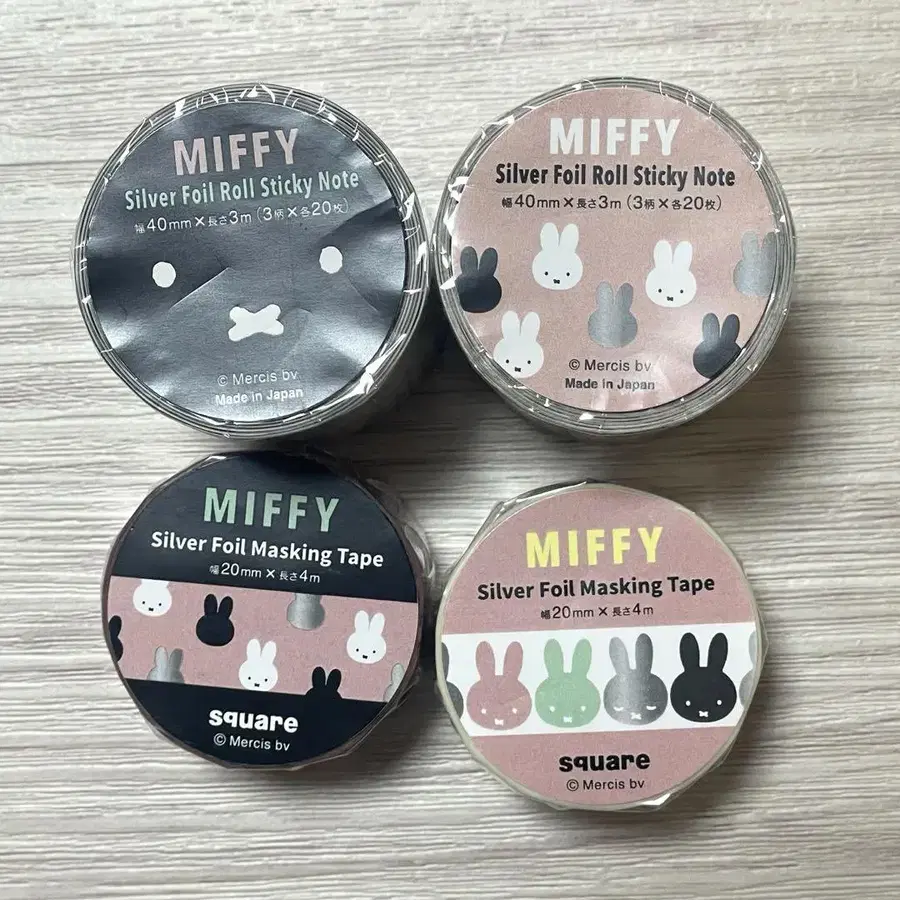 MIFFY
Silver Foil Roll Sticky Note
幅40mm×長さ3m(3柄×各20枚)
© Mercis bv
Made in Japan
MIFFY
Silver Foil Roll Sticky Note
幅40mm×長さ3m(3柄×各20枚)
© Mercis bv
Made in Japan
MIFFY
Silver Foil Masking Tape
幅20mm×長さ4m
square
© Mercis bv
MIFFY
Silver Foil Masking Tape
幅20mm×長さ4m
square
© Mercis bv